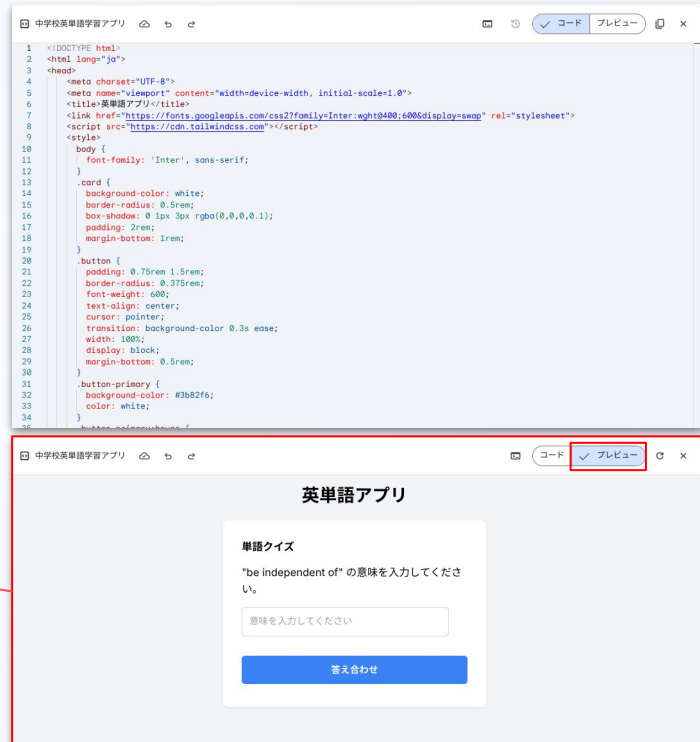 中学校英単語学習アプリ
コード プレビュー
1 <!DOCTYPE html>
2 <html lang="ja">
3 <head>
4 <meta charset="UTF-8">
5 <meta name="viewport" content="width=device-width, initial-scale=1.0">
6 <title>英単語アプリ</title>
7 <link href="https://fonts.googleapis.com/css2?family=Inter:wght@400;600&display=swap" rel="stylesheet">
8 <script src="https://cdn.tailwindcss.com"></script>
9 <style>
10 body {
11 font-family: 'Inter', sans-serif;
12 }
13 .card {
14 background-color: white;
15 border-radius: 0.5rem;
16 box-shadow: 0 1px 3px rgba(0,0,0,0.1);
17 padding: 2rem;
18 margin-bottom: 1rem;
19 }
20 .button {
21 padding: 0.75rem 1.5rem;
22 border-radius: 0.375rem;
23 font-weight: 600;
24 text-align: center;
25 cursor: pointer;
26 transition: background-color 0.3s ease;
27 width: 100%;
28 display: block;
29 margin-bottom: 0.5rem;
30 }
31 .button-primary {
32 background-color: #3b82f6;
33 color: white;
34 }
中学校英単語学習アプリ
コード プレビュー
英単語アプリ
単語クイズ
"be independent of" の意味を入力してくださ
い。
意味を入力してください
答え合わせ